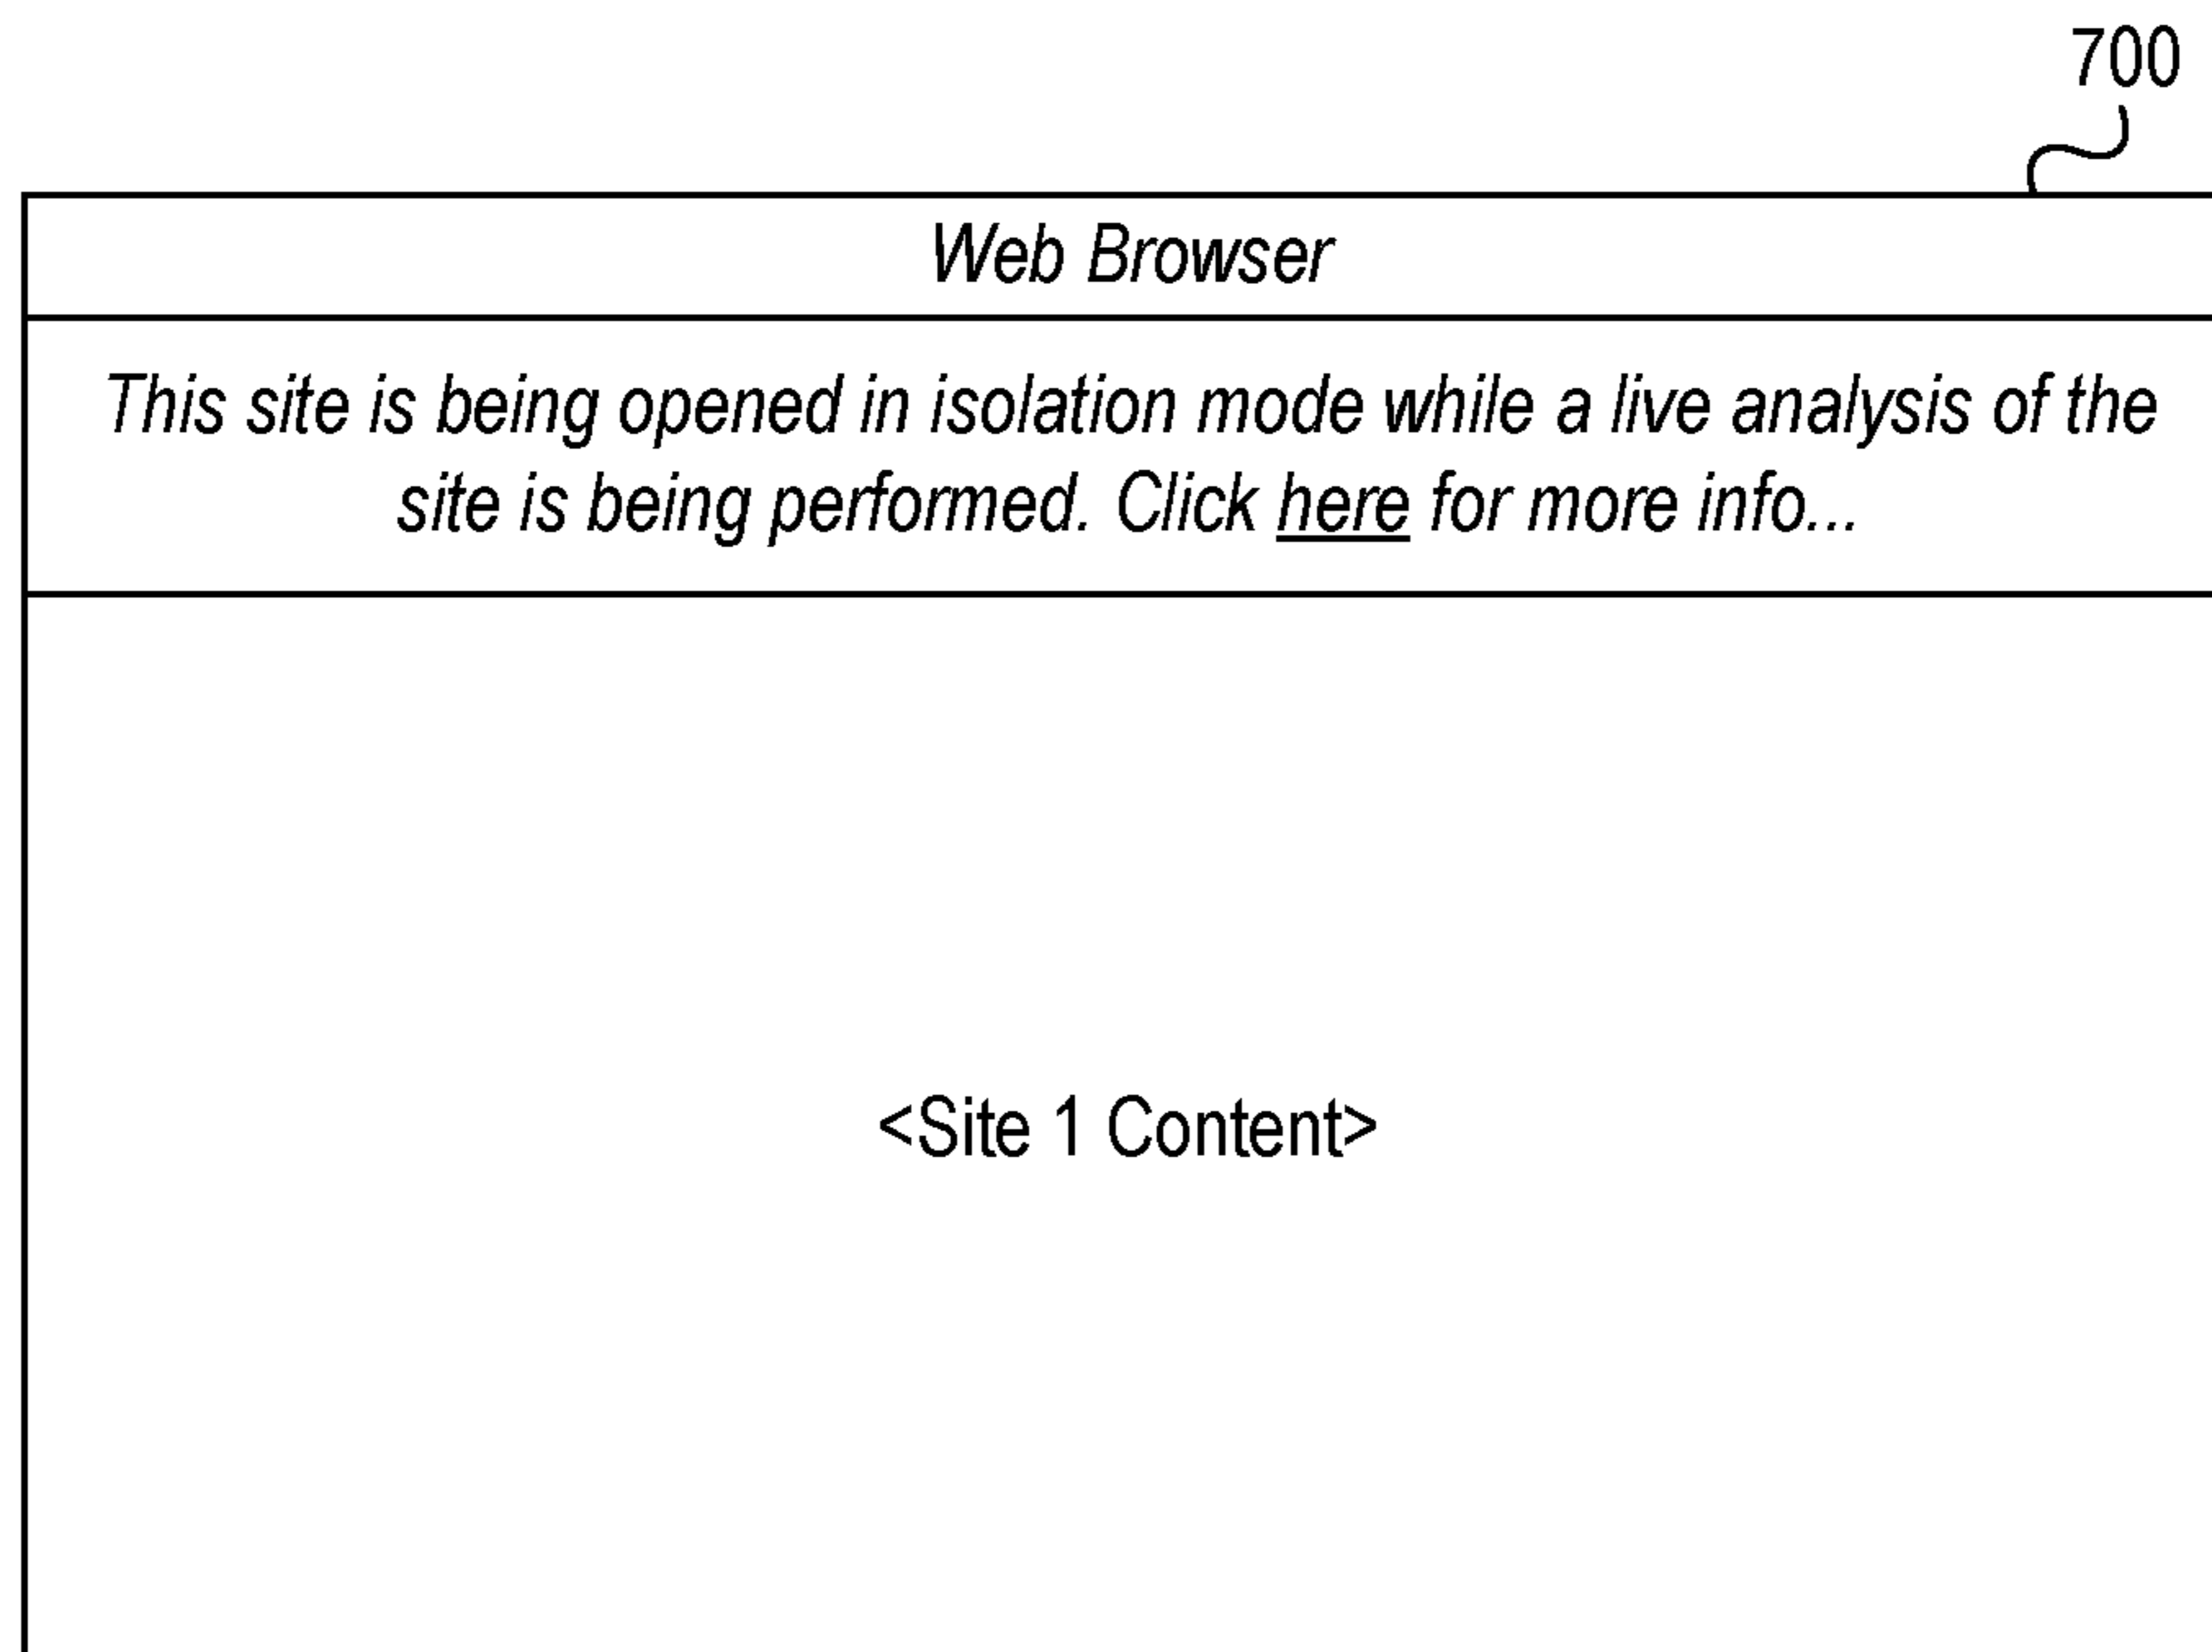 700
Web Browser
This site is being opened in isolation mode while a live analysis of the
site is being performed. Click here for more info...
<Site 1 Content>